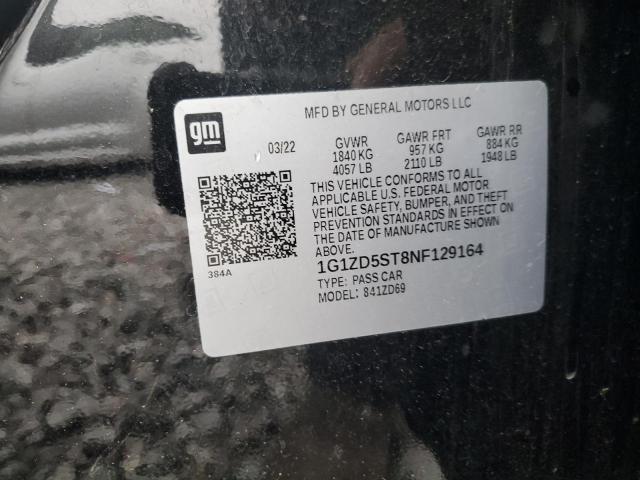 MFD BY GENERAL MOTORS LLC
gm
03/22 GVWR GAWR FRT GAWR RR
1840 KG 957 KG 884 KG
4057 LB 2110 LB 1948 LB
THIS VEHICLE CONFORMS TO ALL
APPLICABLE U.S. FEDERAL MOTOR
VEHICLE SAFETY, BUMPER, AND THEFT
PREVENTION STANDARDS IN EFFECT ON
THE DATE OF MANUFACTURE SHOWN
ABOVE.
384A
1G1ZD5ST8NF129164
TYPE: PASS CAR
MODEL: 841ZD69